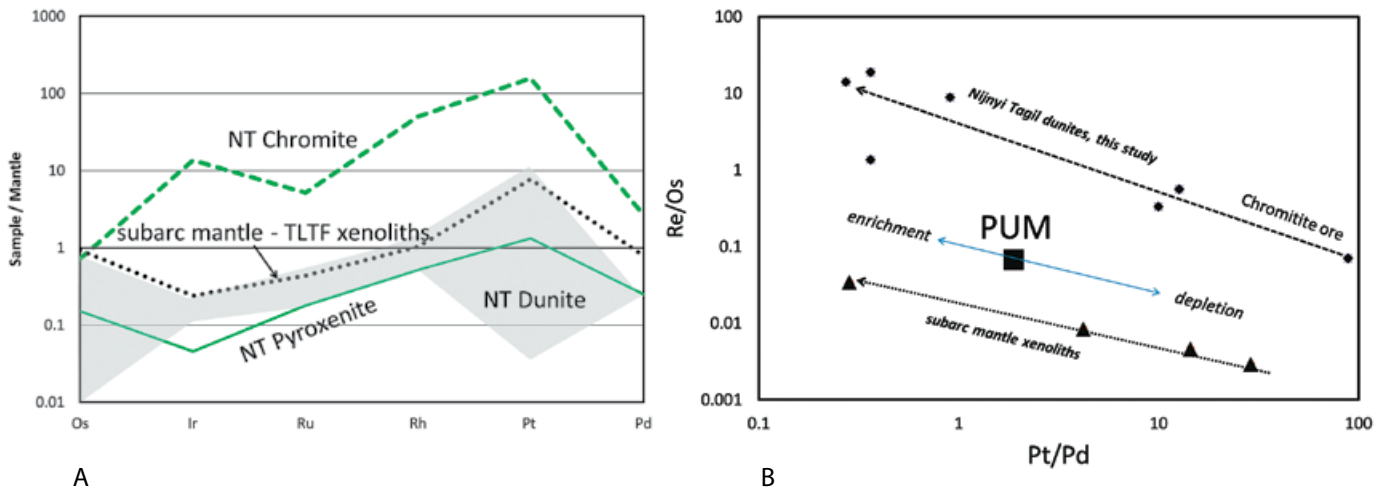 1000
100
10
1
0.1
0.01
Sample / Mantle
NT Chromite
subarc mantle - TLTF xenoliths
NT Dunite
NT Pyroxenite
Os Ir Ru Rh Pt Pd
A
100
10
1
0.1
0.01
0.001
Re/Os
Nijnyi Tagil dunites, this study
Chromitite ore
enrichment
PUM
depletion
subarc mantle xenoliths
0.1 1 10 100
Pt/Pd
B